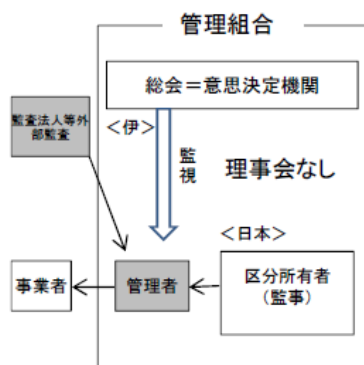 管理組合
総会＝意思決定機関
監査法人等外
部監査
＜伊＞
監視
理事会なし
＜日本＞
事業者
管理者
区分所有者
（監事）